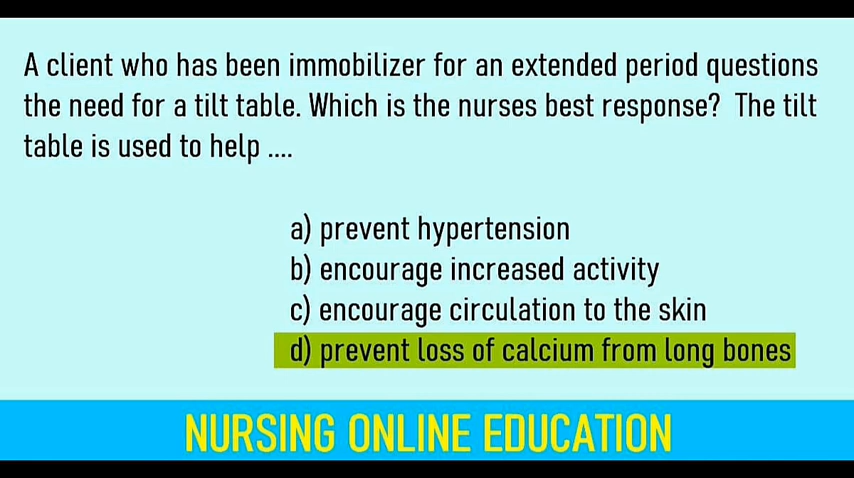 A client who has been immobilizer for an extended period questions
the need for a tilt table. Which is the nurses best response? The tilt
table is used to help ....
a) prevent hypertension
b) encourage increased activity
c) encourage circulation to the skin
d) prevent loss of calcium from long bones
NURSING ONLINE EDUCATION